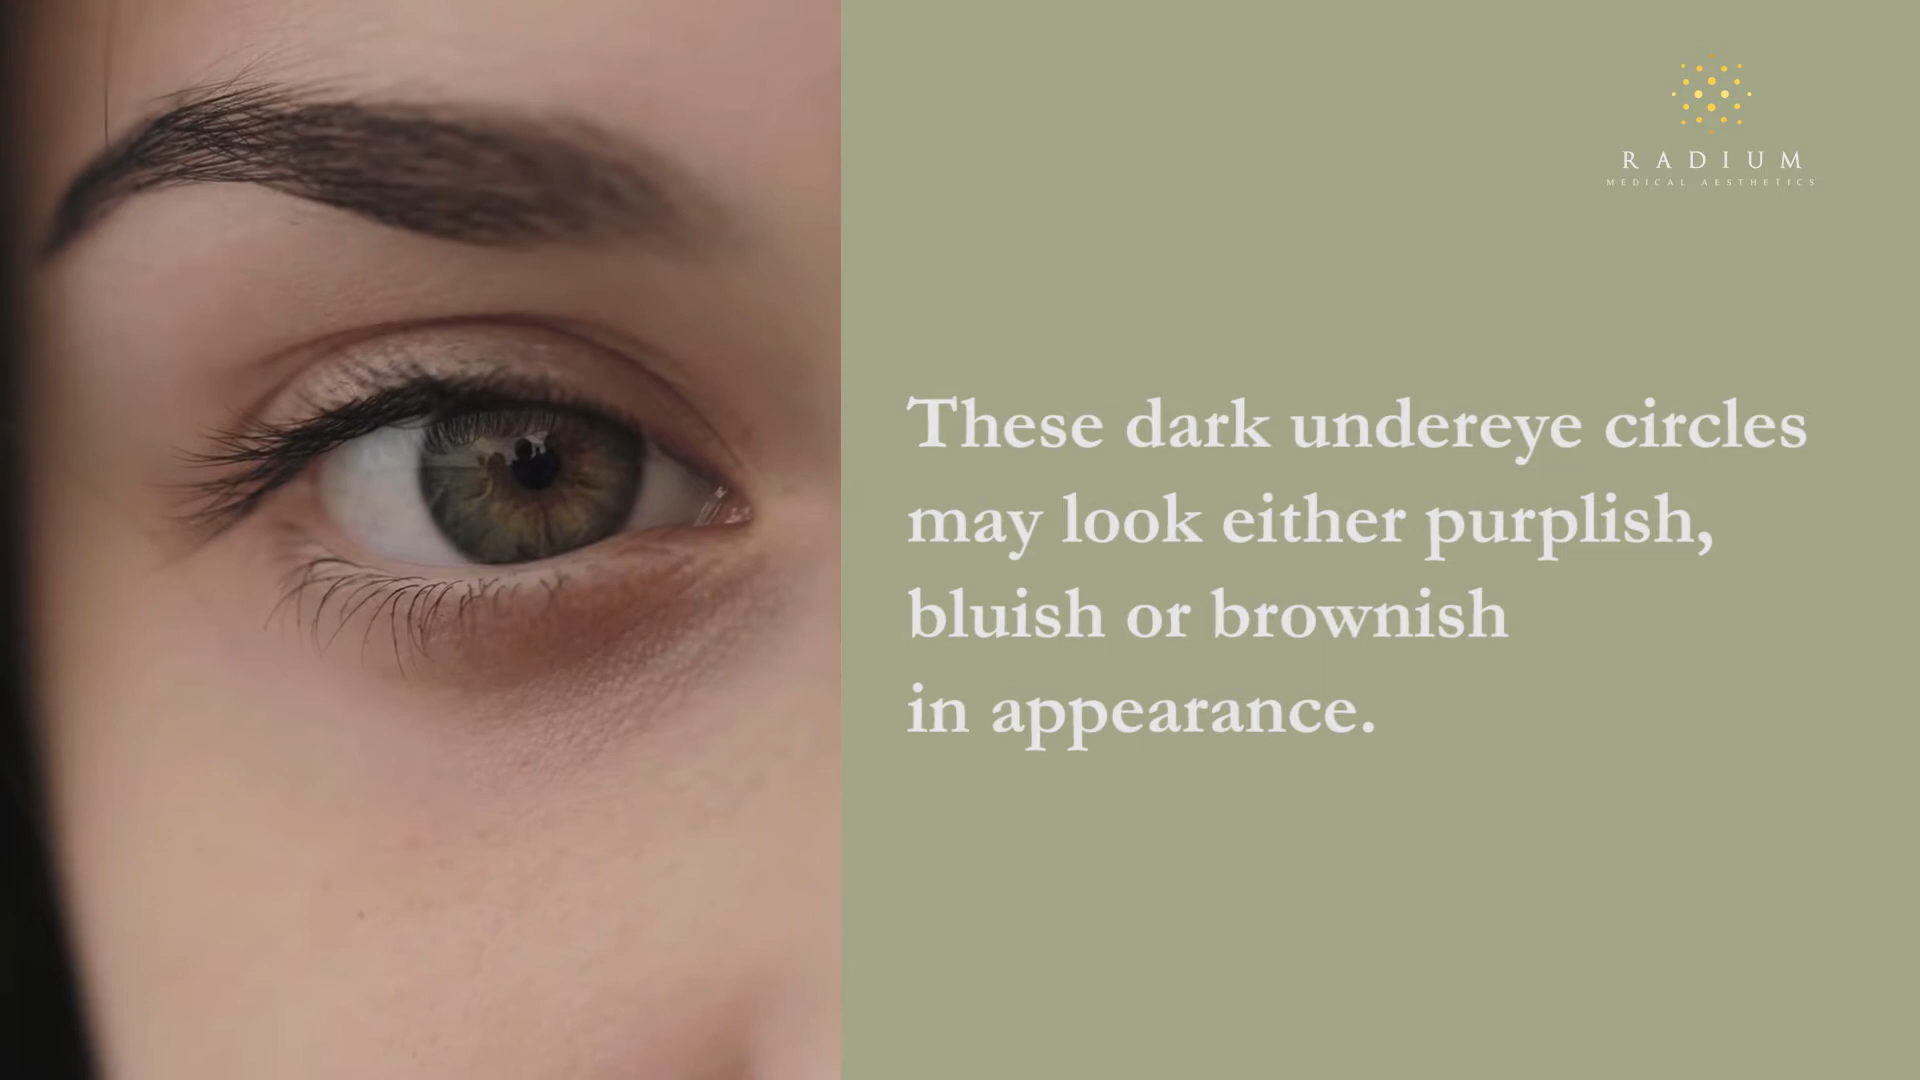 RADIUM
MEDICAL AESTHETICS
These dark undereye circles
may look either purplish,
bluish or brownish
in appearance.